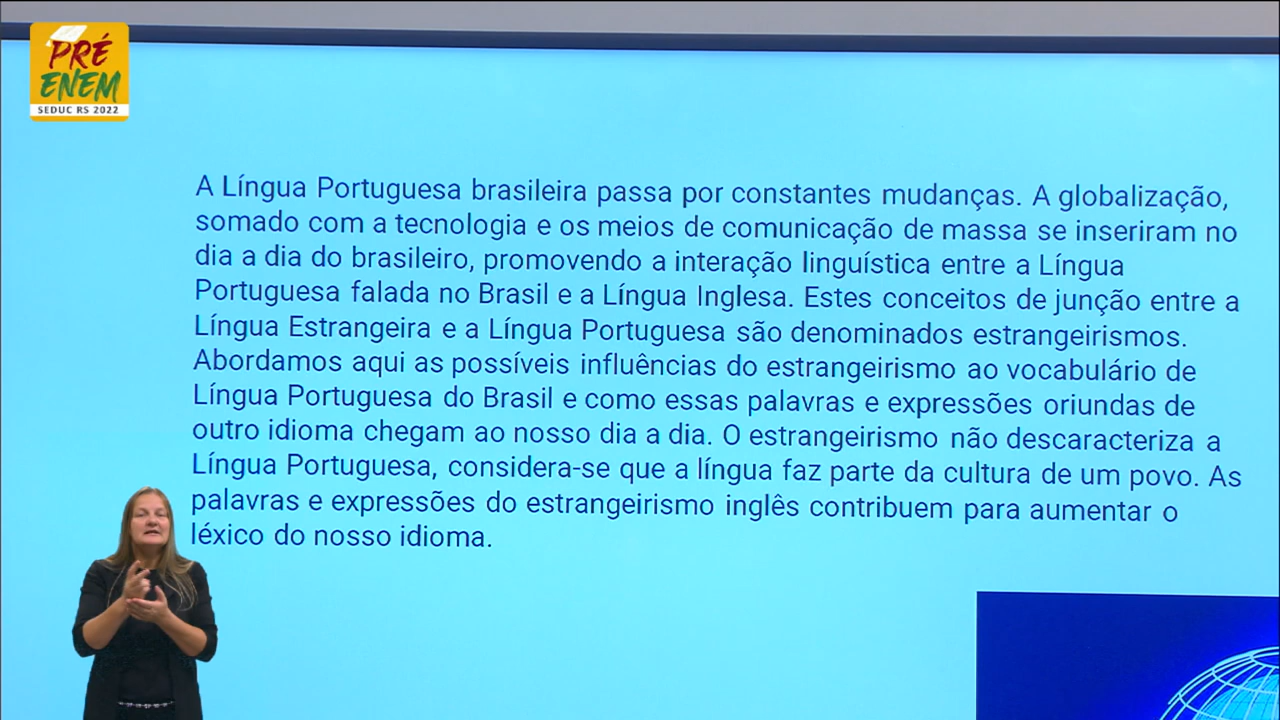 PRÉ
ENEM
SEDUC RS 2022
A Língua Portuguesa brasileira passa por constantes mudanças. A globalização,
somado com a tecnologia e os meios de comunicação de massa se inseriram no
dia a dia do brasileiro, promovendo a interação linguística entre a Língua
Portuguesa falada no Brasil e a Língua Inglesa. Estes conceitos de junção entre a
Língua Estrangeira e a Língua Portuguesa são denominados estrangeirismos.
Abordamos aqui as possíveis influências do estrangeirismo ao vocabulário de
Língua Portuguesa do Brasil e como essas palavras e expressões oriundas de
outro idioma chegam ao nosso dia a dia. O estrangeirismo não descaracteriza a
Língua Portuguesa, considera-se que a língua faz parte da cultura de um povo. As
palavras e expressões do estrangeirismo inglês contribuem para aumentar o
léxico do nosso idioma.